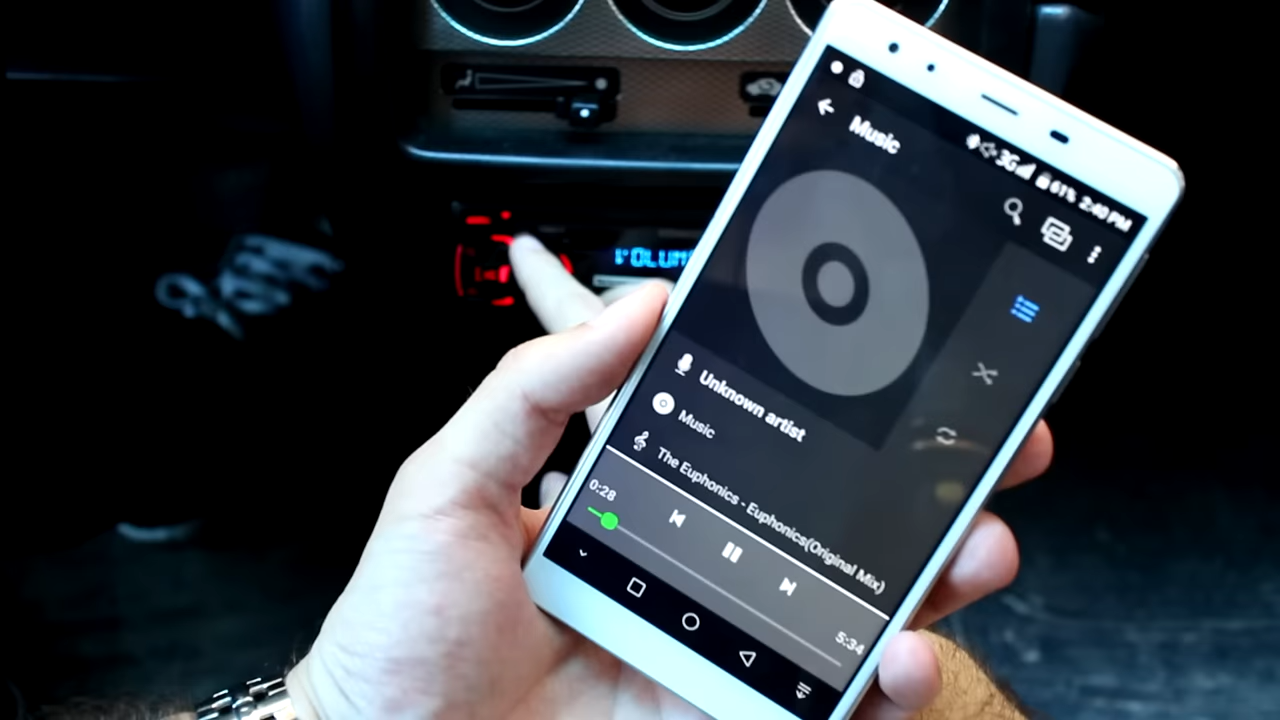 3G 61% 2:40 PM
Music
VOLUM
Unknown artist
Music
The Euphonics - Euphonics(Original Mix)
0:28
5:34